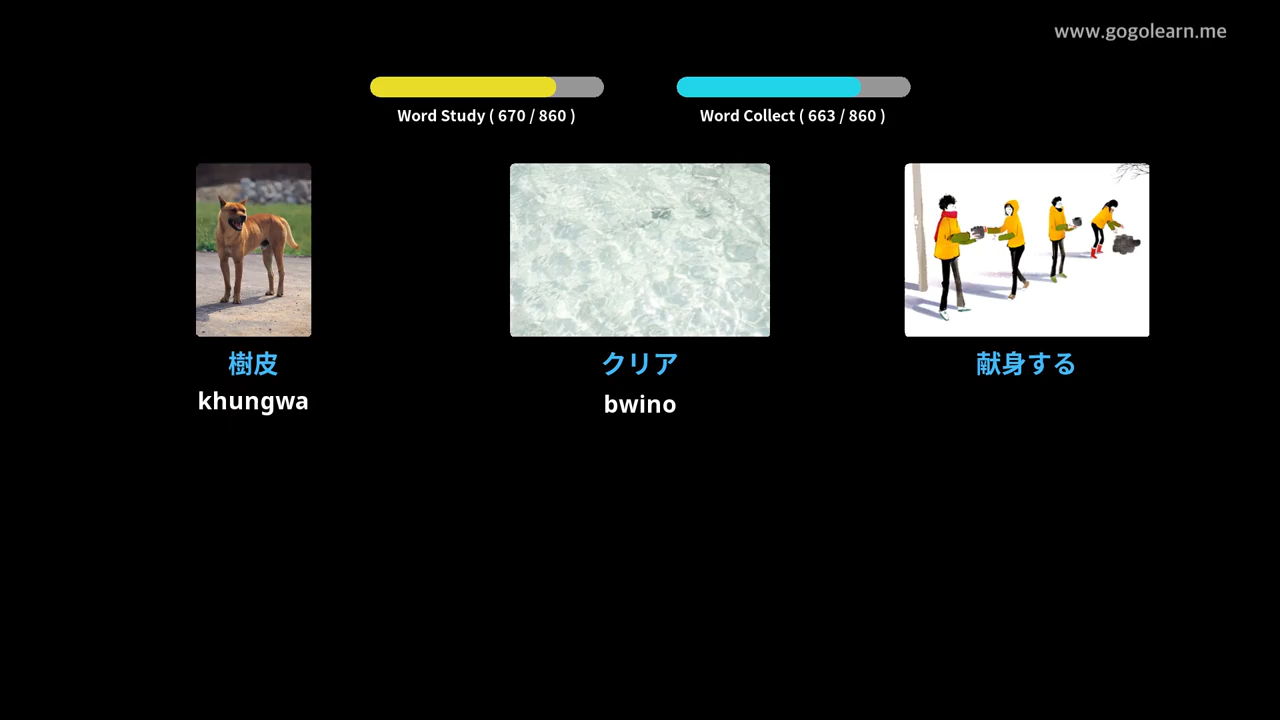 www.gogolearn.me
Word Study ( 670 / 860 )
Word Collect ( 663 / 860 )
樹皮
khungwa
クリア
bwino
献身する